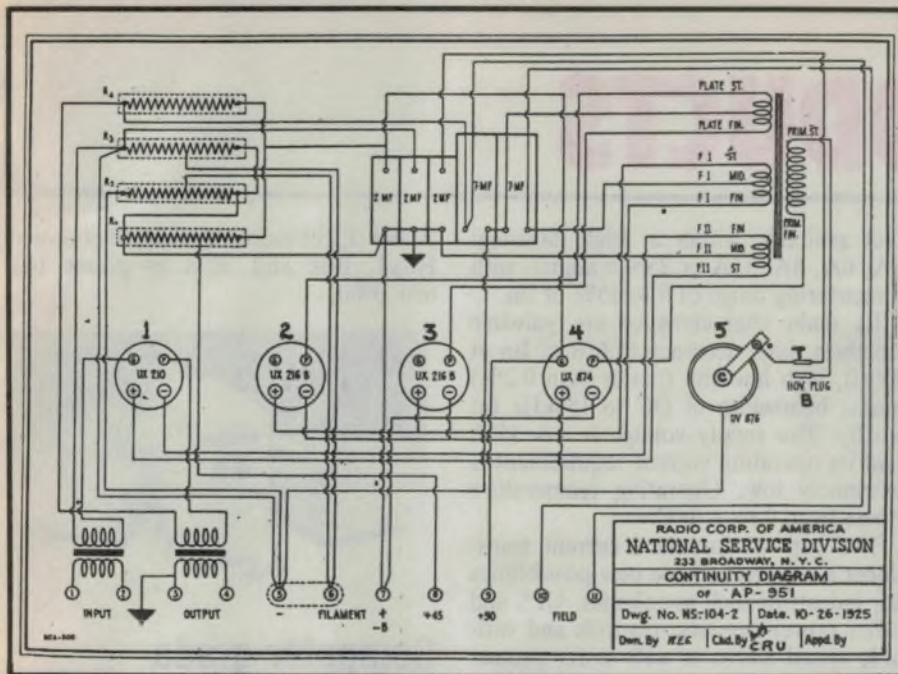 R4
R3
R2
R1
PLATE ST.
PLATE FIN.
F I ST
F I MID.
F I FIN
F II FIN
F II MID.
F II ST
PRIM. ST.
PRIM. FIN.
2 MF 2 MF 2 MF 7 MF 7 MF
1 2 3 4 5
G P G P G P G P
UX 210 UX 216 B UX 216 B UX 874
+ − + − + − + −
C
UV 876
T
110V. PLUG
B
1 2 3 4 5 6 7 8 9 10 11
INPUT OUTPUT - FILAMENT + +45 +90 FIELD
-B
RADIO CORP. OF AMERICA
NATIONAL SERVICE DIVISION
233 BROADWAY, N. Y. C.
CONTINUITY DIAGRAM
OF AP-951
Dwg. No. NS-104-2 Date. 10-26-1925
Dwn. By Ckd. By CRU Appd. By